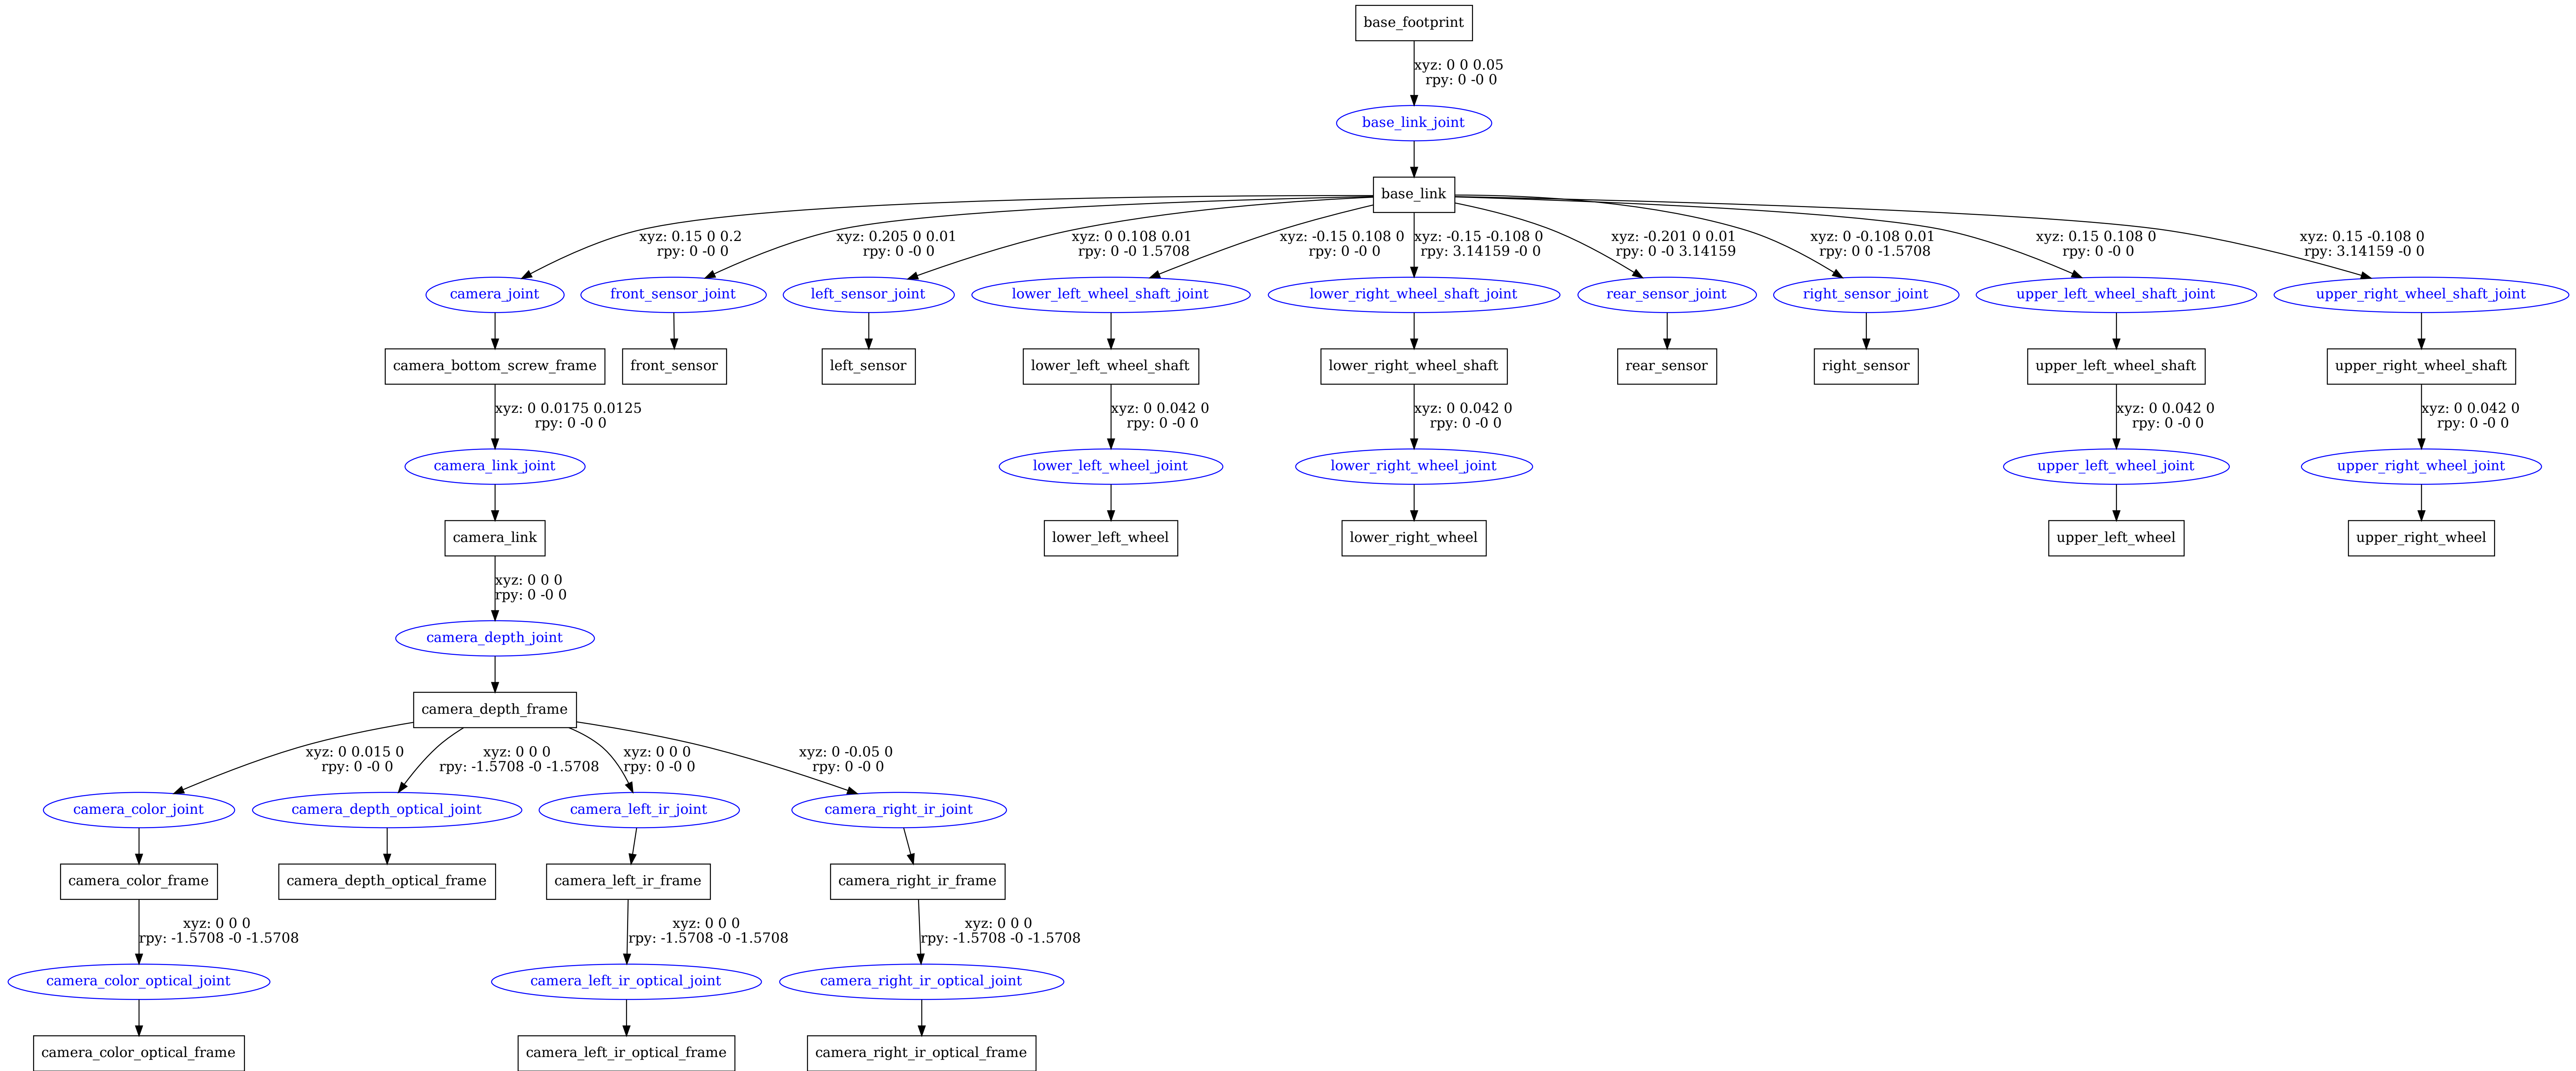 base_footprint
xyz: 0 0 0.05
rpy: 0 -0 0
base_link_joint
base_link
xyz: 0.15 0 0.2
rpy: 0 -0 0
xyz: 0.205 0 0.01
rpy: 0 -0 0
xyz: 0 0.108 0.01
rpy: 0 -0 1.5708
xyz: -0.15 0.108 0
rpy: 0 -0 0
xyz: -0.15 -0.108 0
rpy: 3.14159 -0 0
xyz: -0.201 0 0.01
rpy: 0 -0 3.14159
xyz: 0 -0.108 0.01
rpy: 0 0 -1.5708
xyz: 0.15 0.108 0
rpy: 0 -0 0
xyz: 0.15 -0.108 0
rpy: 3.14159 -0 0
camera_joint
front_sensor_joint
left_sensor_joint
lower_left_wheel_shaft_joint
lower_right_wheel_shaft_joint
rear_sensor_joint
right_sensor_joint
upper_left_wheel_shaft_joint
upper_right_wheel_shaft_joint
camera_bottom_screw_frame
front_sensor
left_sensor
lower_left_wheel_shaft
lower_right_wheel_shaft
rear_sensor
right_sensor
upper_left_wheel_shaft
upper_right_wheel_shaft
xyz: 0 0.0175 0.0125
rpy: 0 -0 0
xyz: 0 0.042 0
rpy: 0 -0 0
xyz: 0 0.042 0
rpy: 0 -0 0
xyz: 0 0.042 0
rpy: 0 -0 0
xyz: 0 0.042 0
rpy: 0 -0 0
camera_link_joint
lower_left_wheel_joint
lower_right_wheel_joint
upper_left_wheel_joint
upper_right_wheel_joint
camera_link
lower_left_wheel
lower_right_wheel
upper_left_wheel
upper_right_wheel
xyz: 0 0 0
rpy: 0 -0 0
camera_depth_joint
camera_depth_frame
xyz: 0 0.015 0
rpy: 0 -0 0
xyz: 0 0 0
rpy: -1.5708 -0 -1.5708
xyz: 0 0 0
rpy: 0 -0 0
xyz: 0 -0.05 0
rpy: 0 -0 0
camera_color_joint
camera_depth_optical_joint
camera_left_ir_joint
camera_right_ir_joint
camera_color_frame
camera_depth_optical_frame
camera_left_ir_frame
camera_right_ir_frame
xyz: 0 0 0
rpy: -1.5708 -0 -1.5708
xyz: 0 0 0
rpy: -1.5708 -0 -1.5708
xyz: 0 0 0
rpy: -1.5708 -0 -1.5708
camera_color_optical_joint
camera_left_ir_optical_joint
camera_right_ir_optical_joint
camera_color_optical_frame
camera_left_ir_optical_frame
camera_right_ir_optical_frame